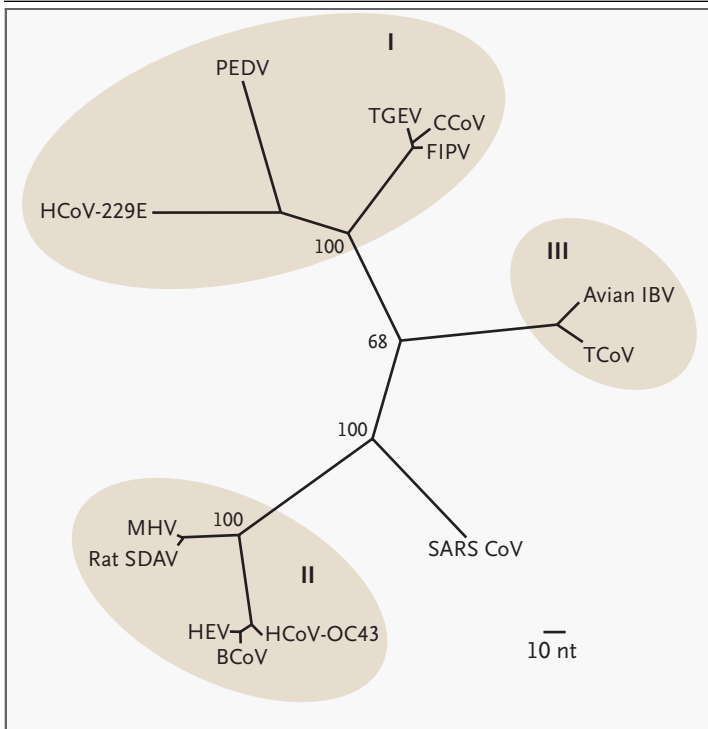 I
PEDV
TGEV
CCoV
FIPV
HCoV-229E
100
III
Avian IBV
68
TCoV
100
100
MHV
Rat SDAV
SARS CoV
II
HEV
HCoV-OC43
BCoV
10 nt